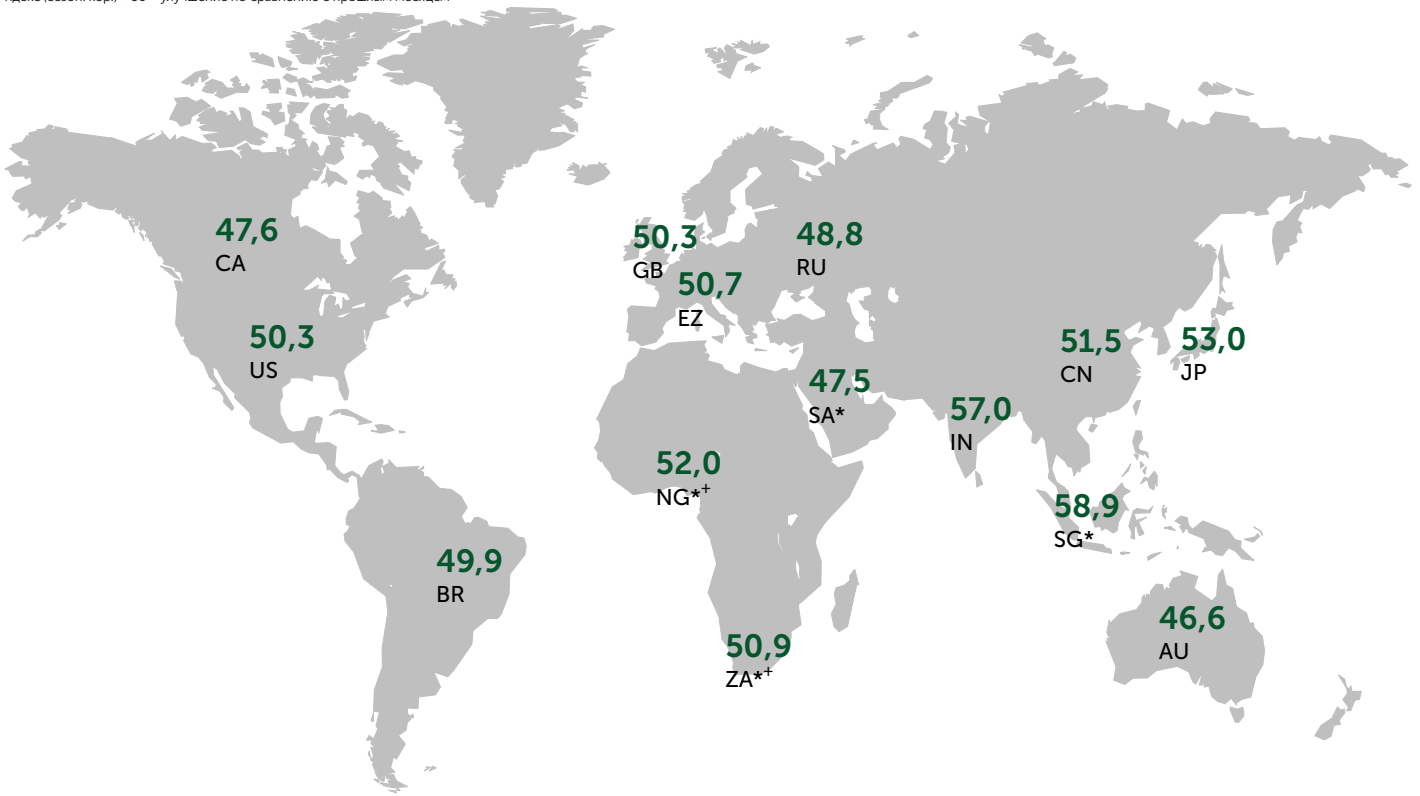 47,6
CA
50,3
GB
48,8
RU
50,7
EZ
50,3
US
51,5
CN
53,0
JP
47,5
SA*
57,0
IN
52,0
NG*+
58,9
SG*
49,9
BR
46,6
AU
50,9
ZA*+